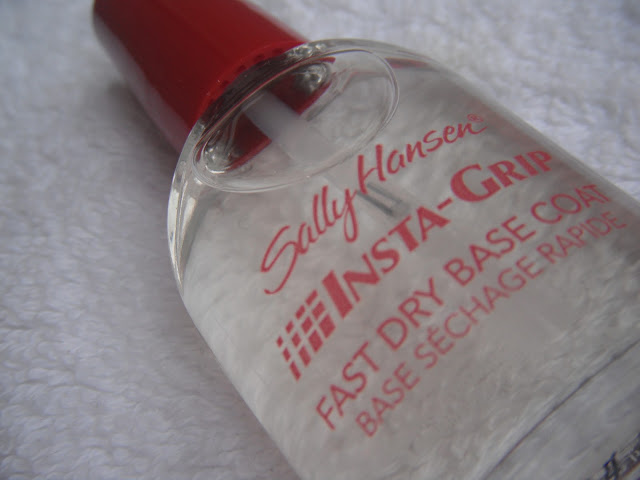 Sally Hansen®
INSTA-GRIP
FAST DRY BASE COAT
BASE SÉCHAGE RAPIDE